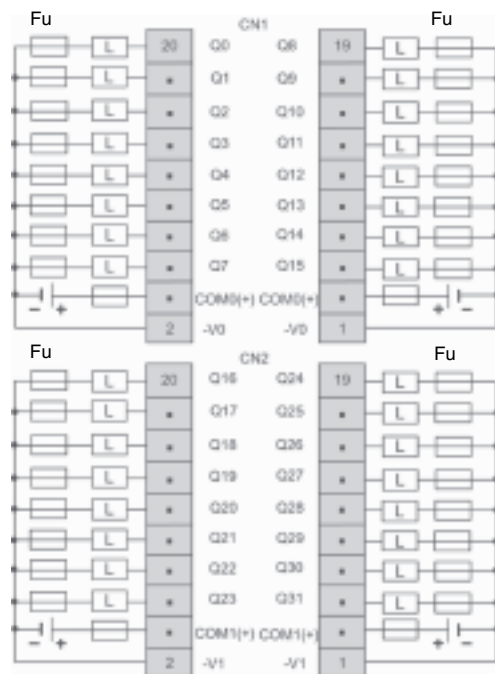 Fu CN1 Fu
20 Q0 Q8 19
L Q1 Q9 L
L Q2 Q10 L
L Q3 Q11 L
L Q4 Q12 L
L Q5 Q13 L
L Q6 Q14 L
L Q7 Q15 L
COM0(+) COM0(+)
- + + -
2 -V0 -V0 1
Fu CN2 Fu
L 20 Q16 Q24 19 L
L Q17 Q25 L
L Q18 Q26 L
L Q19 Q27 L
L Q20 Q28 L
L Q21 Q29 L
L Q22 Q30 L
L Q23 Q31 L
COM1(+) COM1(+)
- + + -
2 -V1 -V1 1